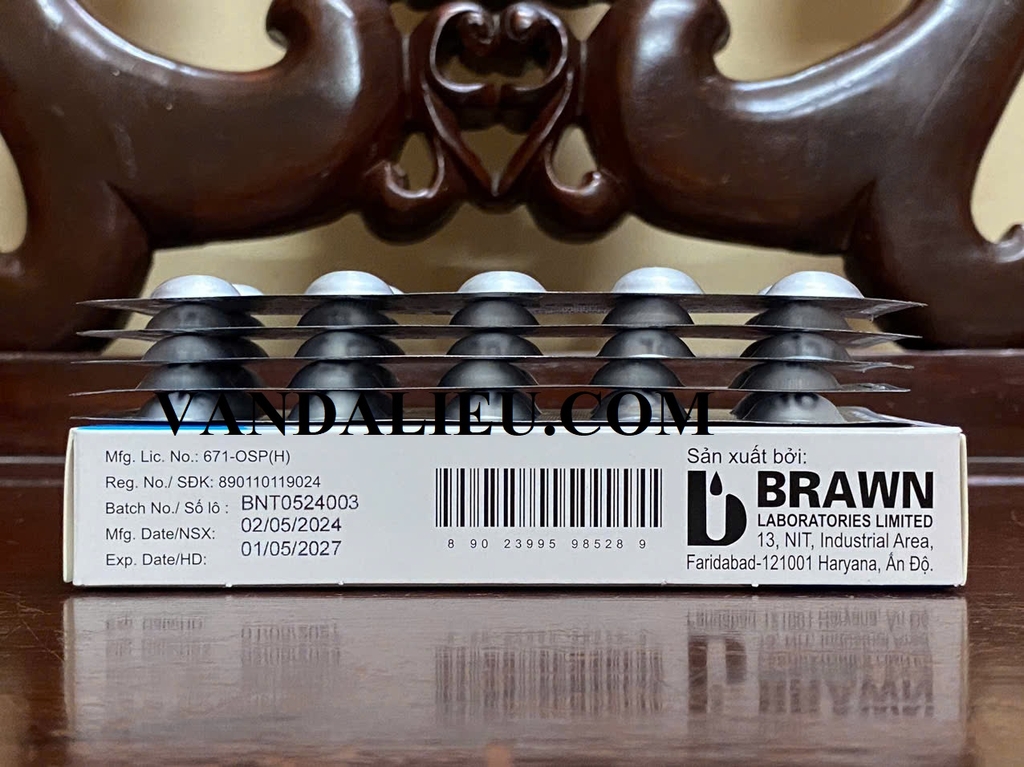 VANDALIEU.COM
Mfg. Lic. No.: 671-OSP(H)
Reg. No./ SĐK: 890110119024
Batch No./ Số lô : BNT0524003
Mfg. Date/NSX: 02/05/2024
Exp. Date/HD: 01/05/2027
8 90 23995 98528 9
Sản xuất bởi:
BRAWN
LABORATORIES LIMITED
13, NIT, Industrial Area,
Faridabad-121001 Haryana, Ấn Độ.